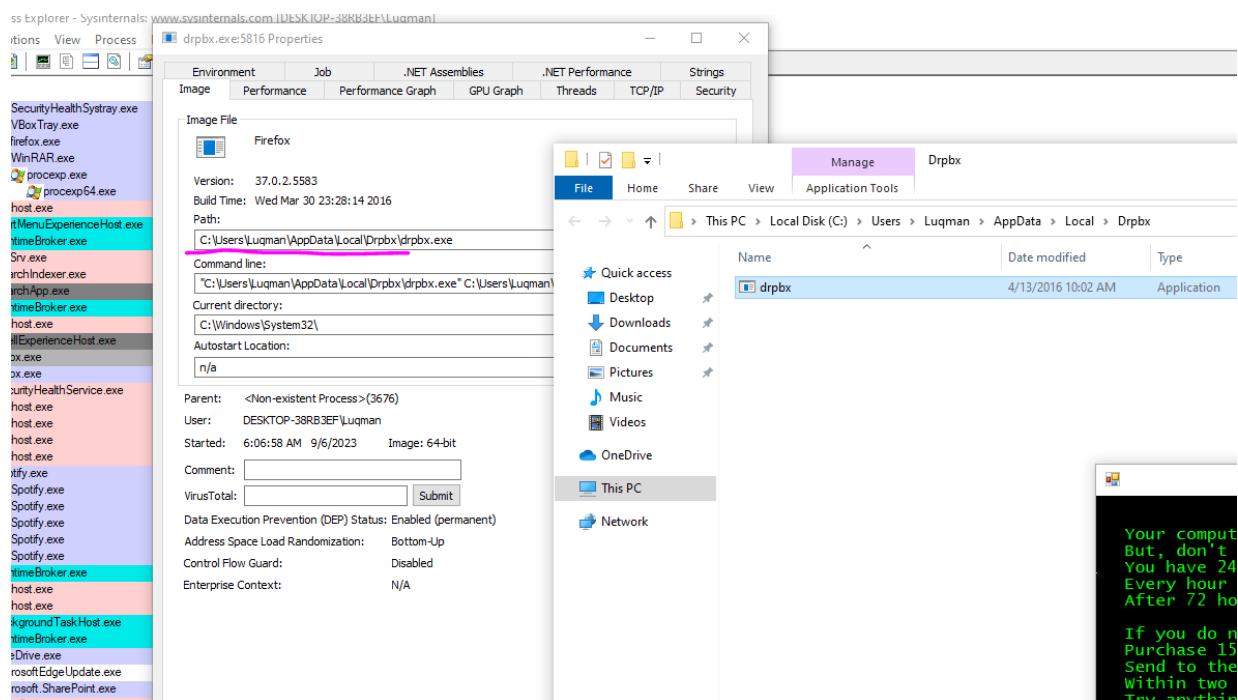 ss Explorer - Sysinternals: www.sysinternals.com [DESKTOP-38RB3EF\Luqman]
ptions View Process
SecurityHealthSystray.exe
VBoxTray.exe
firefox.exe
WinRAR.exe
procexp.exe
procexp64.exe
host.exe
rtMenuExperienceHost.exe
ntimeBroker.exe
Srv.exe
archIndexer.exe
archApp.exe
ntimeBroker.exe
host.exe
ellExperienceHost.exe
ox.exe
ox.exe
curityHealthService.exe
host.exe
host.exe
host.exe
host.exe
otify.exe
Spotify.exe
Spotify.exe
Spotify.exe
Spotify.exe
Spotify.exe
ntimeBroker.exe
host.exe
host.exe
ckgroundTaskHost.exe
ntimeBroker.exe
eDrive.exe
rosoftEdgeUpdate.exe
rosoft.SharePoint.exe
drpbx.exe:5816 Properties
Environment Job .NET Assemblies .NET Performance Strings
Image Performance Performance Graph GPU Graph Threads TCP/IP Security
Image File
Firefox
Version: 37.0.2.5583
Build Time: Wed Mar 30 23:28:14 2016
Path:
C:\Users\Luqman\AppData\Local\Drpbx\drpbx.exe
Command line:
"C:\Users\Luqman\AppData\Local\Drpbx\drpbx.exe" C:\Users\Luqman\
Current directory:
C:\Windows\System32\
Autostart Location:
n/a
Parent: <Non-existent Process>(3676)
User: DESKTOP-38RB3EF\Luqman
Started: 6:06:58 AM 9/6/2023 Image: 64-bit
Comment:
VirusTotal: Submit
Data Execution Prevention (DEP) Status: Enabled (permanent)
Address Space Load Randomization: Bottom-Up
Control Flow Guard: Disabled
Enterprise Context: N/A
Manage Drpbx
File Home Share View Application Tools
This PC > Local Disk (C:) > Users > Luqman > AppData > Local > Drpbx
Name Date modified Type
drpbx 4/13/2016 10:02 AM Application
Quick access
Desktop
Downloads
Documents
Pictures
Music
Videos
OneDrive
This PC
Network
Your comput
But, don't
You have 24
Every hour
After 72 ho
If you do n
Purchase 15
Send to the
Within two
Try anythin